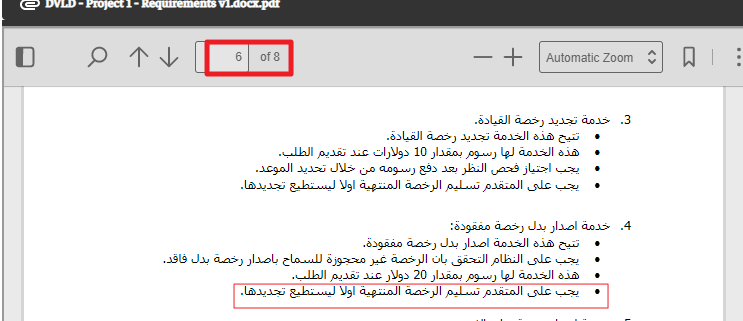 DVLD - Project 1 - Requirements v1.docx.pdf
6 of 8 Automatic Zoom
3. خدمة تجديد رخصة القيادة.
• تتيح هذه الخدمة تجديد رخصة القيادة.
• هذه الخدمة لها رسوم بمقدار 10 دولارات عند تقديم الطلب.
• يجب اجتياز فحص النظر بعد دفع رسومه من خلال تحديد الموعد.
• يجب على المتقدم تسليم الرخصة المنتهية اولا ليستطيع تجديدها.
4. خدمة اصدار بدل رخصة مفقودة:
• تتيح هذه الخدمة اصدار بدل رخصة مفقودة.
• يجب على النظام التحقق بان الرخصة غير محجوزة للسماح باصدار رخصة بدل فاقد.
• هذه الخدمة لها رسوم بمقدار 20 دولار عند تقديم الطلب.
• يجب على المتقدم تسليم الرخصة المنتهية اولا ليستطيع تجديدها.